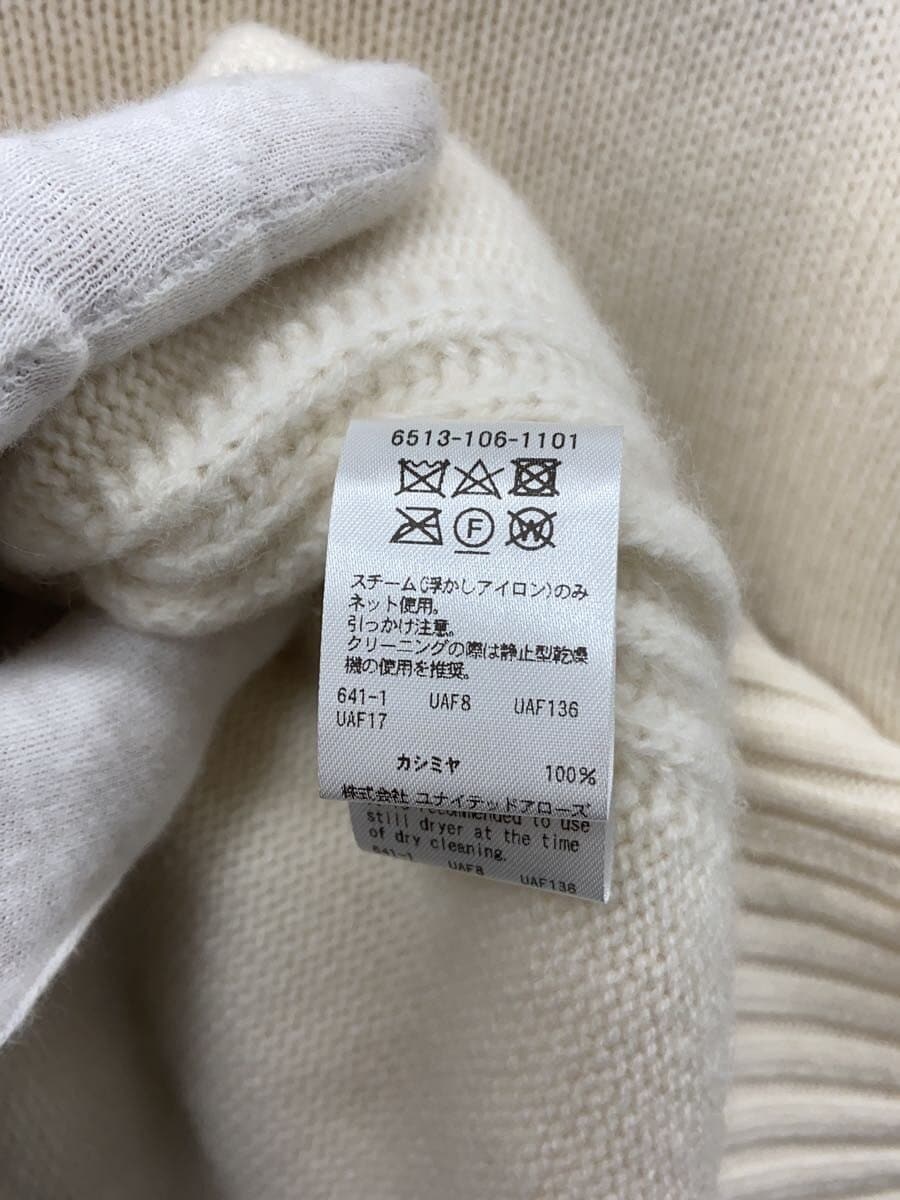 6513-106-1101
F W
スチーム(浮かしアイロン)のみ
ネット使用。
引っかけ注意。
クリーニングの際は静止型乾燥
機の使用を推奨。
641-1 UAF8 UAF136
UAF17
カシミヤ 100%
株式会社 ユナイテッドアローズ
recommended to use
still dryer at the time
of dry cleaning.
641-1 UAF8 UAF136